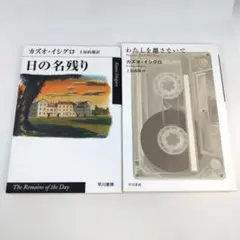 カズオ・イシグロ
土屋政雄訳
日の名残り
Kazuo Ishiguro
The Remains of the Day
早川書房
わたしを離さないで
カズオ・イシグロ
土屋政雄訳
早川書房